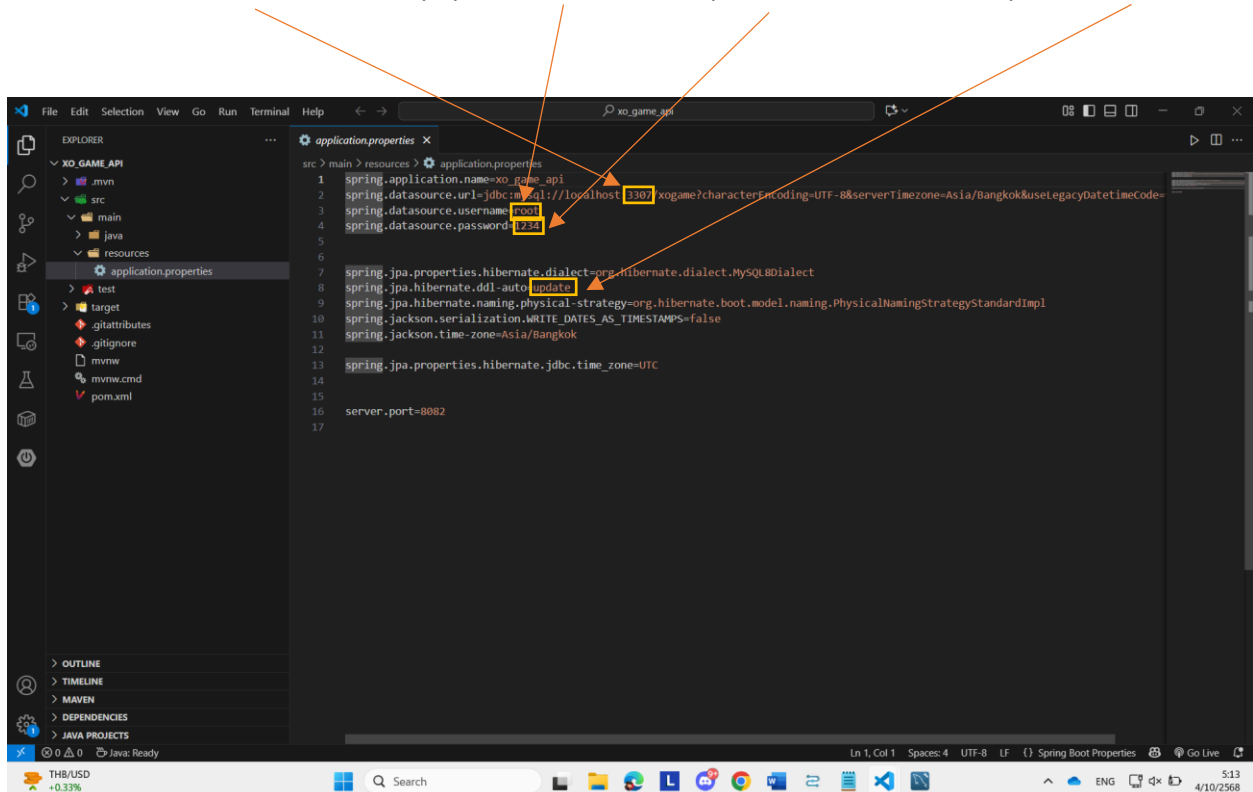 File Edit Selection View Go Run Terminal Help
xo_game_api
EXPLORER
XO_GAME_API
.mvn
src
main
java
resources
application.properties
test
target
.gitattributes
.gitignore
mvnw
mvnw.cmd
pom.xml
OUTLINE
TIMELINE
MAVEN
DEPENDENCIES
JAVA PROJECTS
application.properties
src > main > resources > application.properties
1 spring.application.name=xo_game_api
2 spring.datasource.url=jdbc:mysql://localhost:3307/xogame?characterEncoding=UTF-8&serverTimezone=Asia/Bangkok&useLegacyDatetimeCode=
3 spring.datasource.username=root
4 spring.datasource.password=1234
5
6
7 spring.jpa.properties.hibernate.dialect=org.hibernate.dialect.MySQL8Dialect
8 spring.jpa.hibernate.ddl-auto=update
9 spring.jpa.hibernate.naming.physical-strategy=org.hibernate.boot.model.naming.PhysicalNamingStrategyStandardImpl
10 spring.jackson.serialization.WRITE_DATES_AS_TIMESTAMPS=false
11 spring.jackson.time-zone=Asia/Bangkok
12
13 spring.jpa.properties.hibernate.jdbc.time_zone=UTC
14
15
16 server.port=8082
17
0 0 Java: Ready
Ln 1, Col 1 Spaces: 4 UTF-8 LF {} Spring Boot Properties Go Live
THB/USD
+0.33%
Search
ENG
5:13
4/10/2568